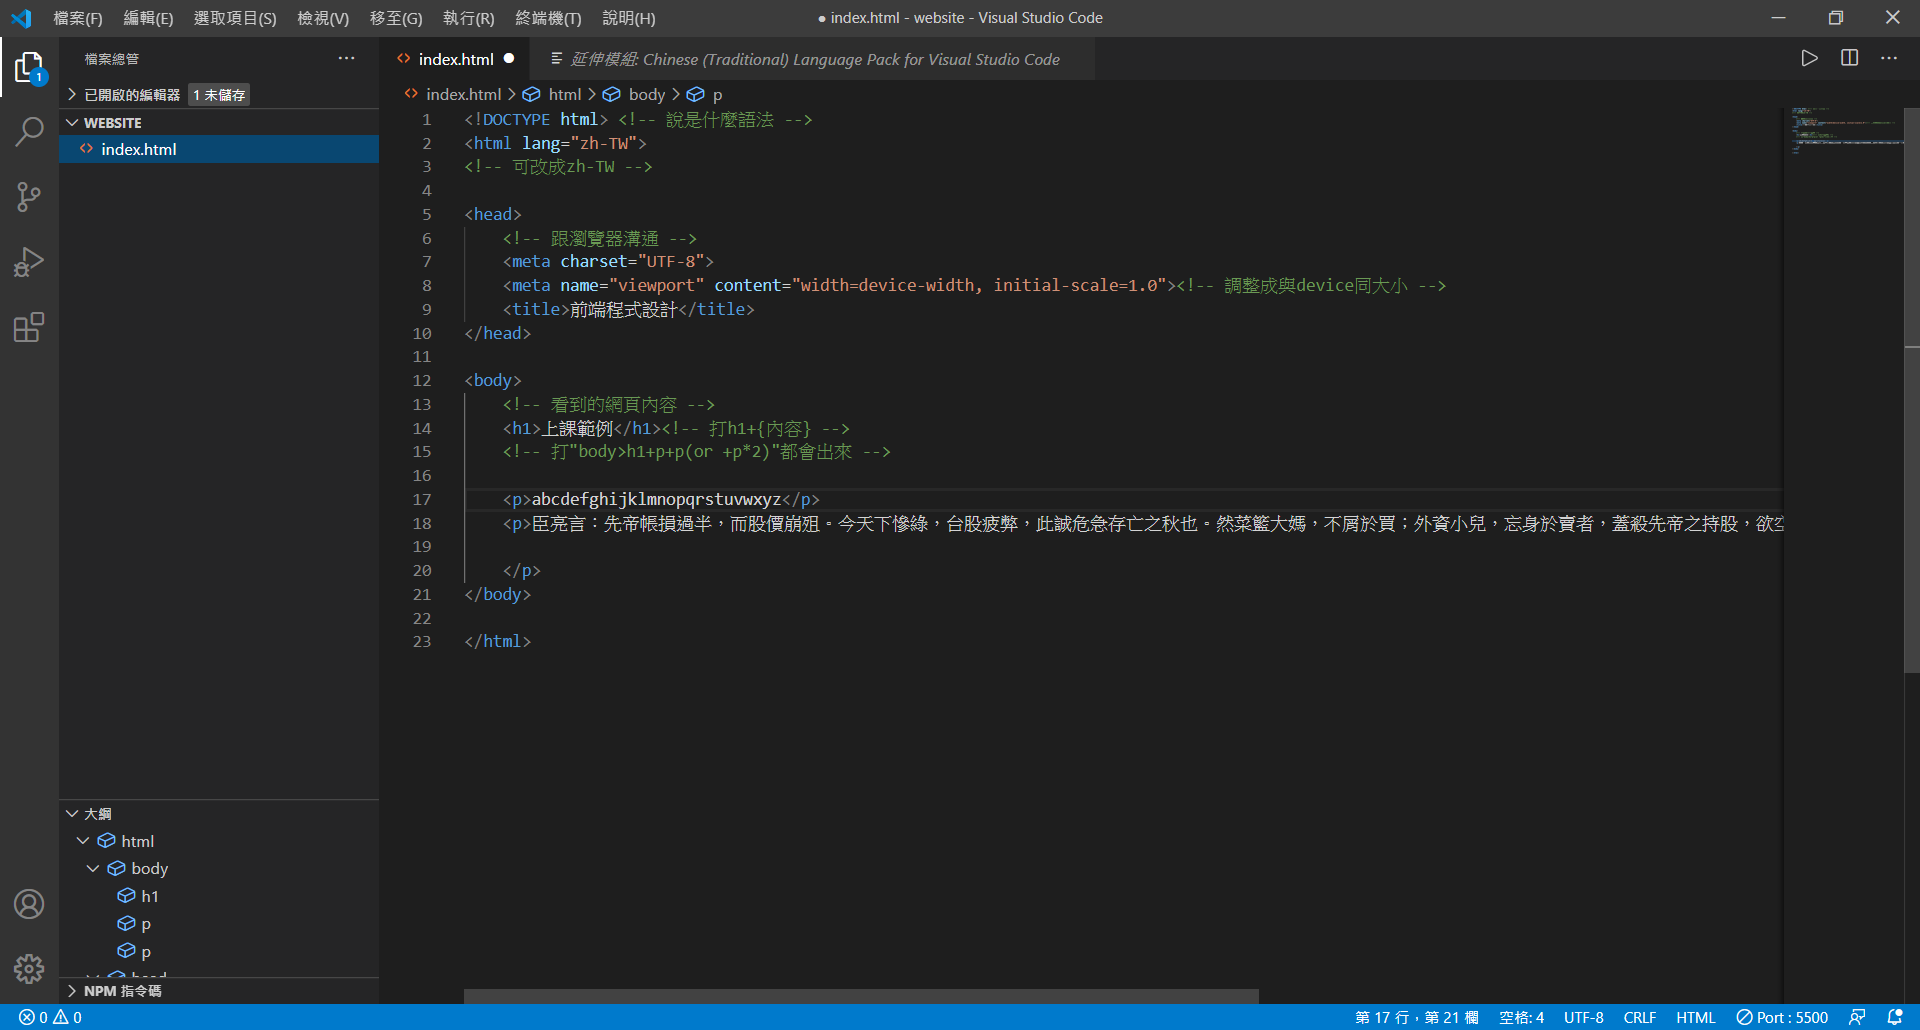 檔案(F) 編輯(E) 選取項目(S) 檢視(V) 移至(G) 執行(R) 終端機(T) 說明(H)
● index.html - website - Visual Studio Code
檔案總管
1
已開啟的編輯器 1 未儲存
WEBSITE
index.html
index.html
延伸模組: Chinese (Traditional) Language Pack for Visual Studio Code
index.html > html > body > p
1 <!DOCTYPE html> <!-- 說是什麼語法 -->
2 <html lang="zh-TW">
3 <!-- 可改成zh-TW -->
4
5 <head>
6 <!-- 跟瀏覽器溝通 -->
7 <meta charset="UTF-8">
8 <meta name="viewport" content="width=device-width, initial-scale=1.0"><!-- 調整成與device同大小 -->
9 <title>前端程式設計</title>
10 </head>
11
12 <body>
13 <!-- 看到的網頁內容 -->
14 <h1>上課範例</h1><!-- 打h1+{內容} -->
15 <!-- 打"body>h1+p+p(or +p*2)"都會出來 -->
16
17 <p>abcdefghijklmnopqrstuvwxyz</p>
18 <p>臣亮言：先帝帳損過半，而股價崩殂。今天下慘綠，台股疲弊，此誠危急存亡之秋也。然菜籃大媽，不屑於買；外資小兒，忘身於賣者，蓋殺先帝之持股，欲空
19
20 </p>
21 </body>
22
23 </html>
大綱
html
body
h1
p
p
head
NPM 指令碼
0 0
第 17 行，第 21 欄 空格: 4 UTF-8 CRLF HTML Port : 5500